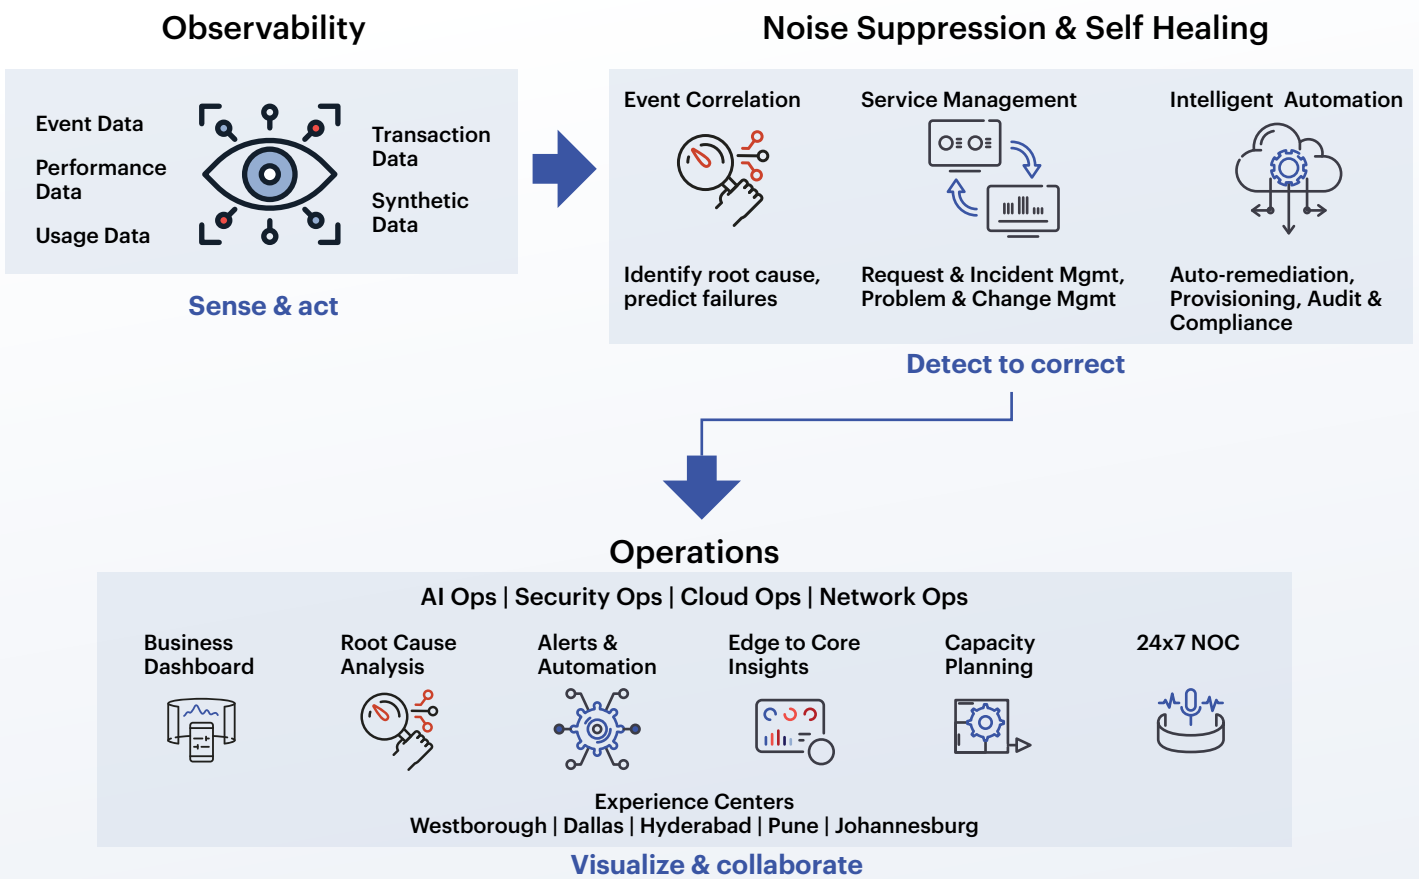 Observability
Event Data
Performance
Data
Usage Data
Transaction
Data
Synthetic
Data
Sense & act
Noise Suppression & Self Healing
Event Correlation
Identify root cause,
predict failures
Service Management
Request & Incident Mgmt,
Problem & Change Mgmt
Intelligent Automation
Auto-remediation,
Provisioning, Audit &
Compliance
Detect to correct
Operations
AI Ops | Security Ops | Cloud Ops | Network Ops
Business
Dashboard
Root Cause
Analysis
Alerts &
Automation
Edge to Core
Insights
Capacity
Planning
24x7 NOC
Experience Centers
Westborough | Dallas | Hyderabad | Pune | Johannesburg
Visualize & collaborate